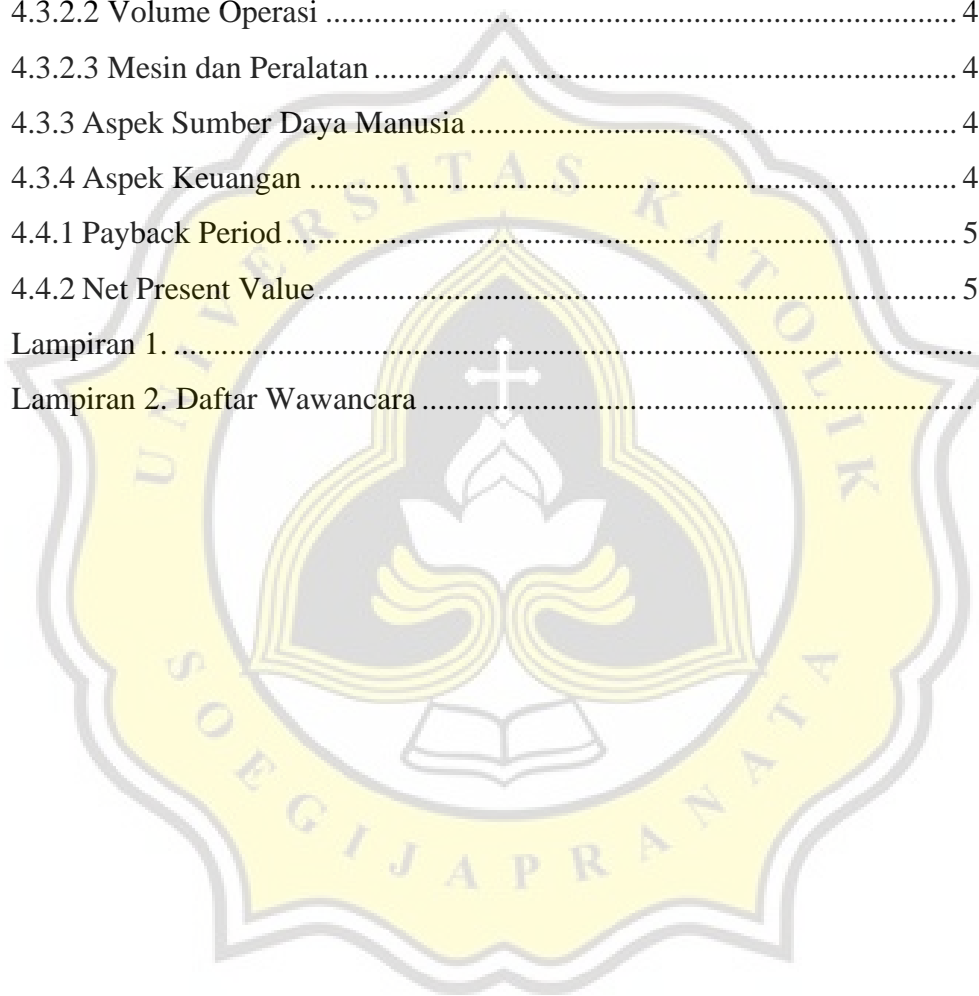 4.3.2.2 Volume Operasi ............................................................................. 4
4.3.2.3 Mesin dan Peralatan ....................................................................... 4
4.3.3 Aspek Sumber Daya Manusia ........................................................... 4
4.3.4 Aspek Keuangan ............................................................................... 4
4.4.1 Payback Period .................................................................................. 5
4.4.2 Net Present Value .............................................................................. 5
Lampiran 1. ..................................................................................................
Lampiran 2. Daftar Wawancara ...................................................................
UNIVERSITAS KATOLIK
SOEGIJAPRANATA